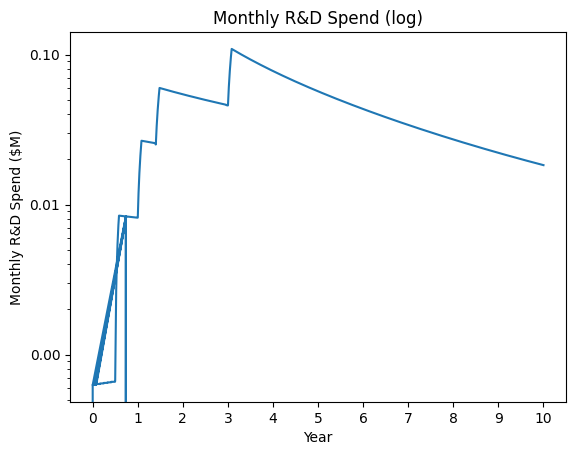 Monthly R&D Spend (log)
Monthly R&D Spend ($M)
0.10
0.01
0.00
0 1 2 3 4 5 6 7 8 9 10
Year